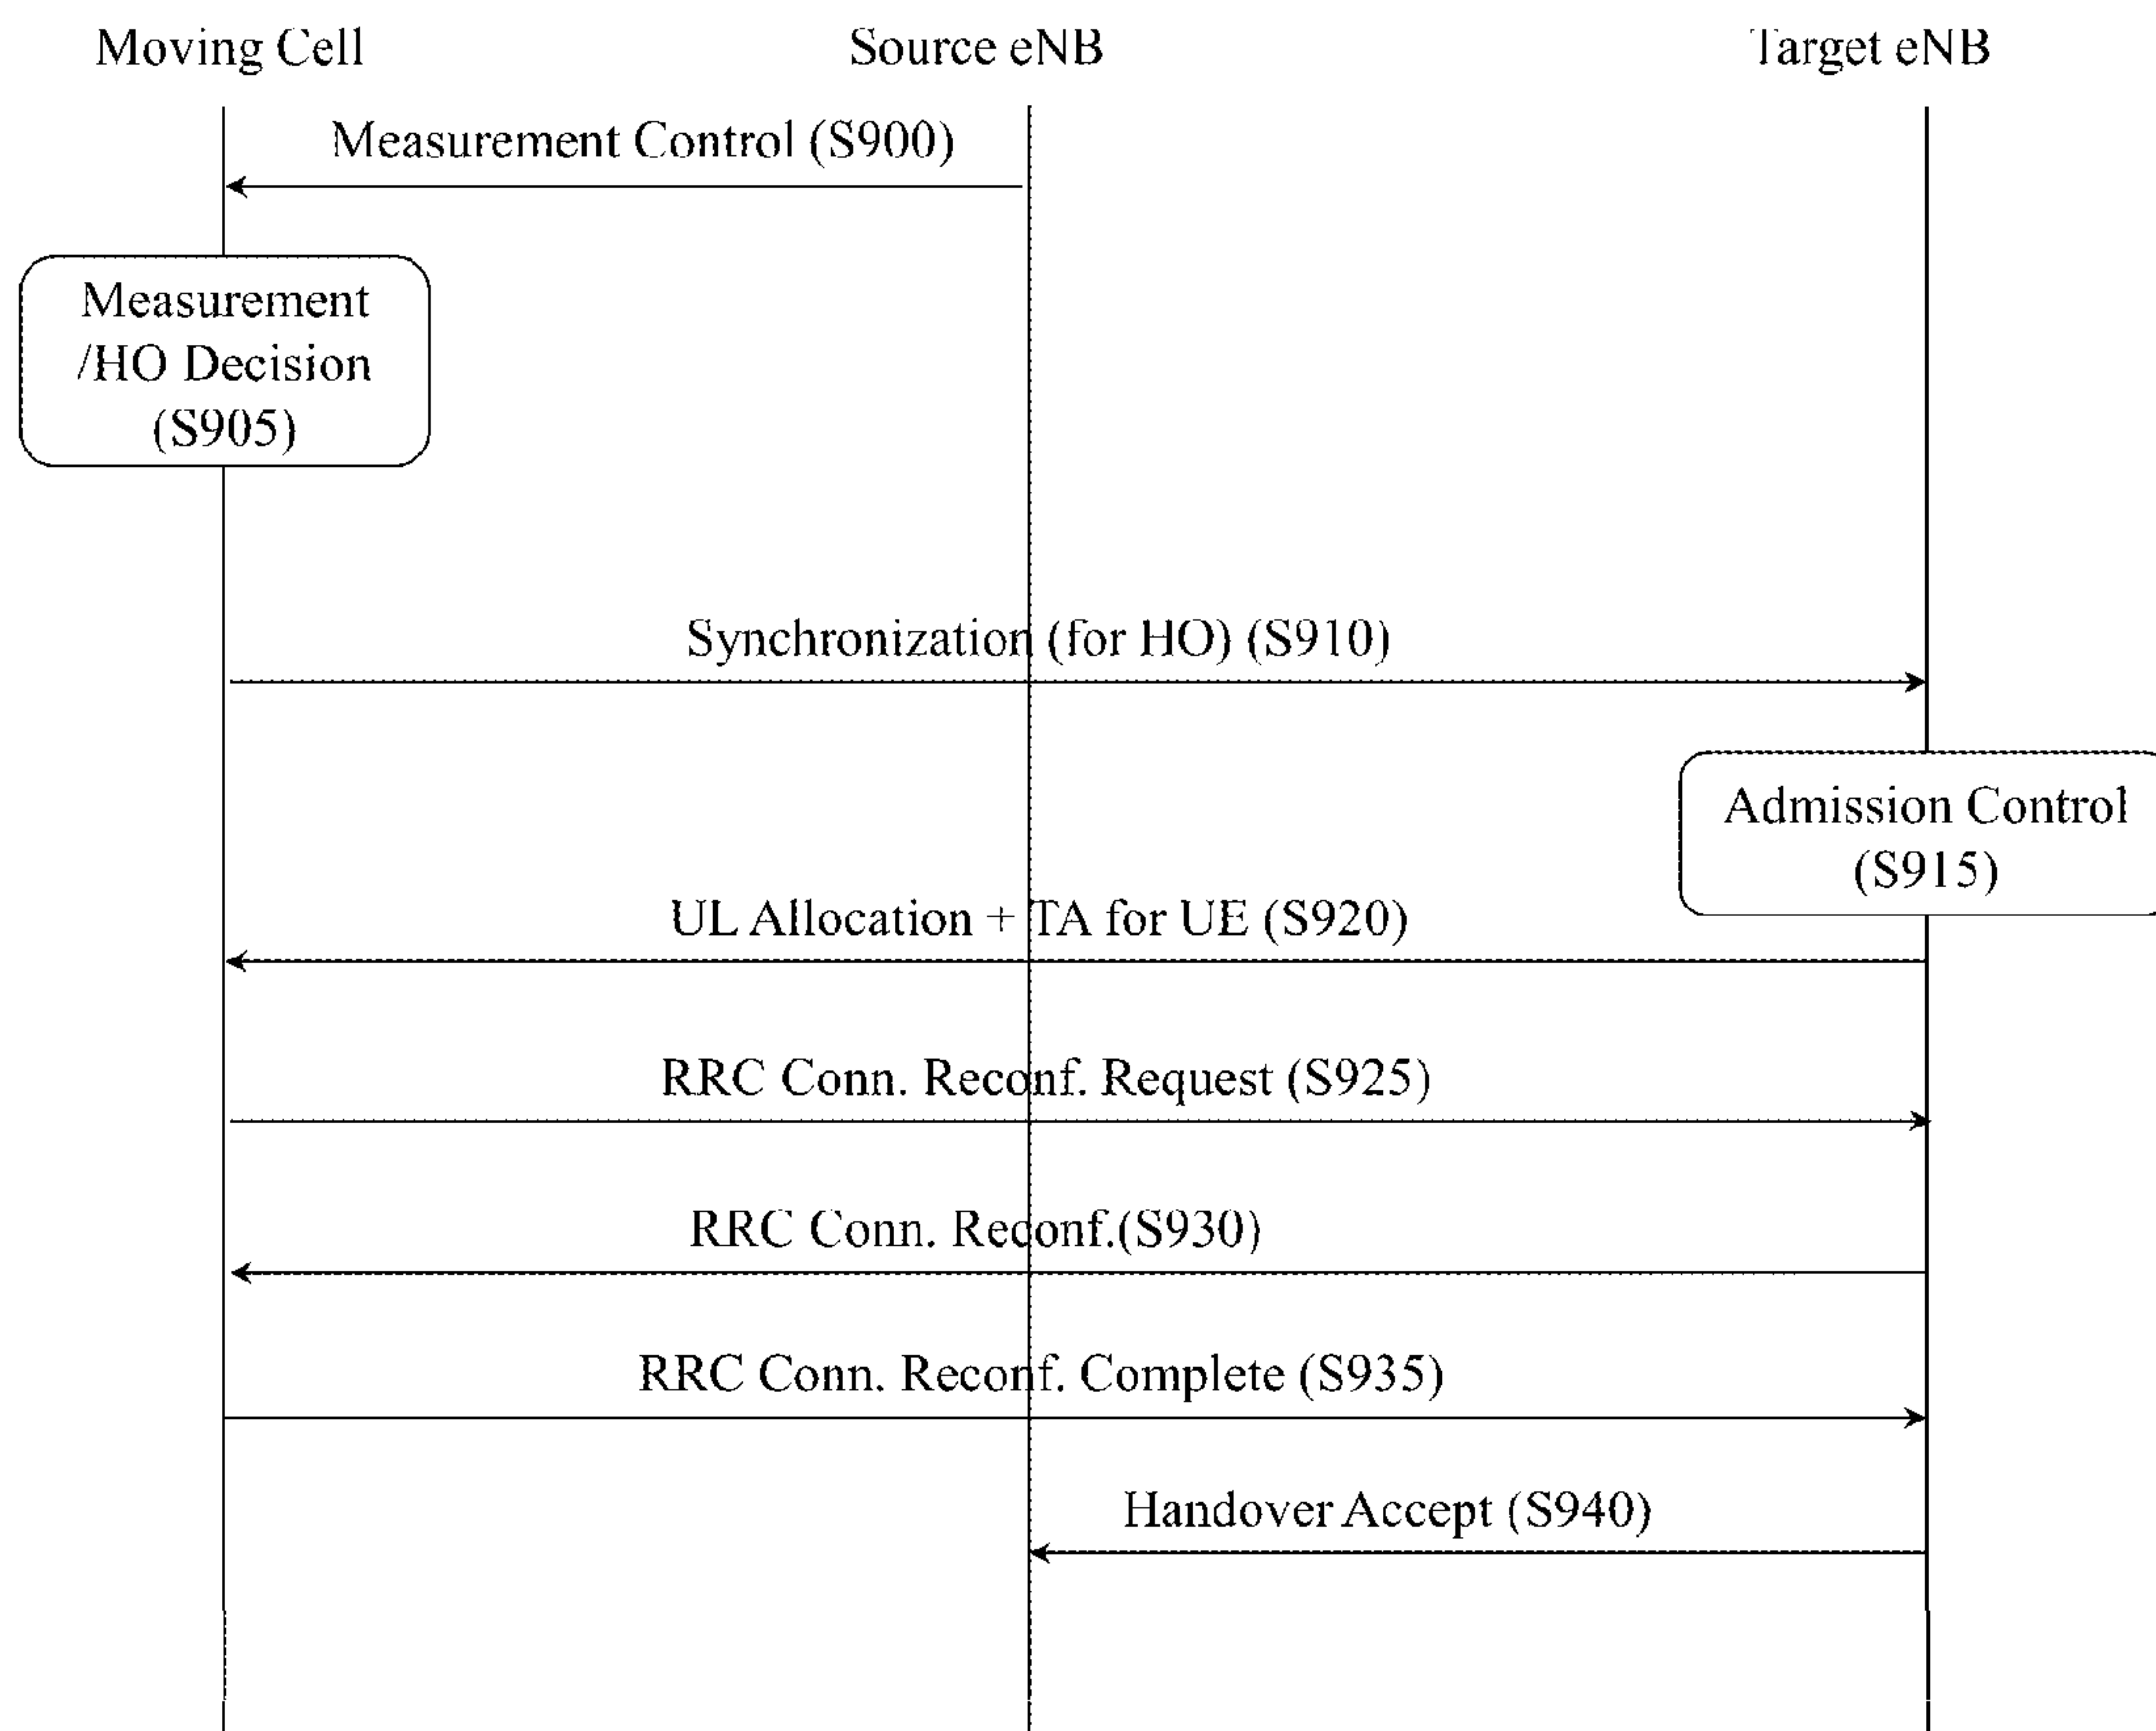 Moving Cell
Source eNB
Target eNB
Measurement Control (S900)
Measurement
/HO Decision
(S905)
Synchronization (for HO) (S910)
Admission Control
(S915)
UL Allocation + TA for UE (S920)
RRC Conn. Reconf. Request (S925)
RRC Conn. Reconf.(S930)
RRC Conn. Reconf. Complete (S935)
Handover Accept (S940)